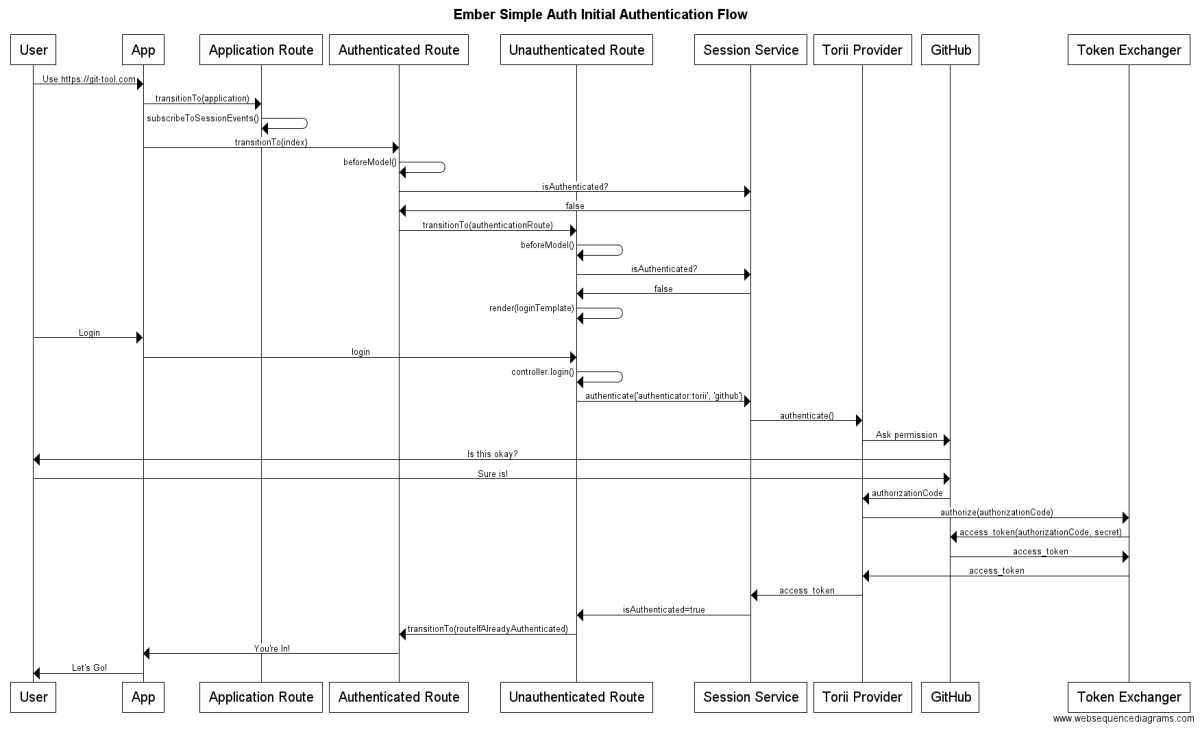 Ember Simple Auth Initial Authentication Flow
User App Application Route Authenticated Route Unauthenticated Route Session Service Torii Provider GitHub Token Exchanger
Use https://git-tool.com
transitionTo(application)
subscribeToSessionEvents()
transitionTo(index)
beforeModel()
isAuthenticated?
false
transitionTo(authenticationRoute)
beforeModel()
isAuthenticated?
false
render(loginTemplate)
Login
login
controller.login()
authenticate('authenticator:torii', 'github')
authenticate()
Ask permission
Is this okay?
Sure is!
authorizationCode
authorize(authorizationCode)
access_token(authorizationCode, secret)
access_token
access_token
access_token
isAuthenticated=true
transitionTo(routeIfAlreadyAuthenticated)
You're In!
Let's Go!
User App Application Route Authenticated Route Unauthenticated Route Session Service Torii Provider GitHub Token Exchanger
www.websequencediagrams.com